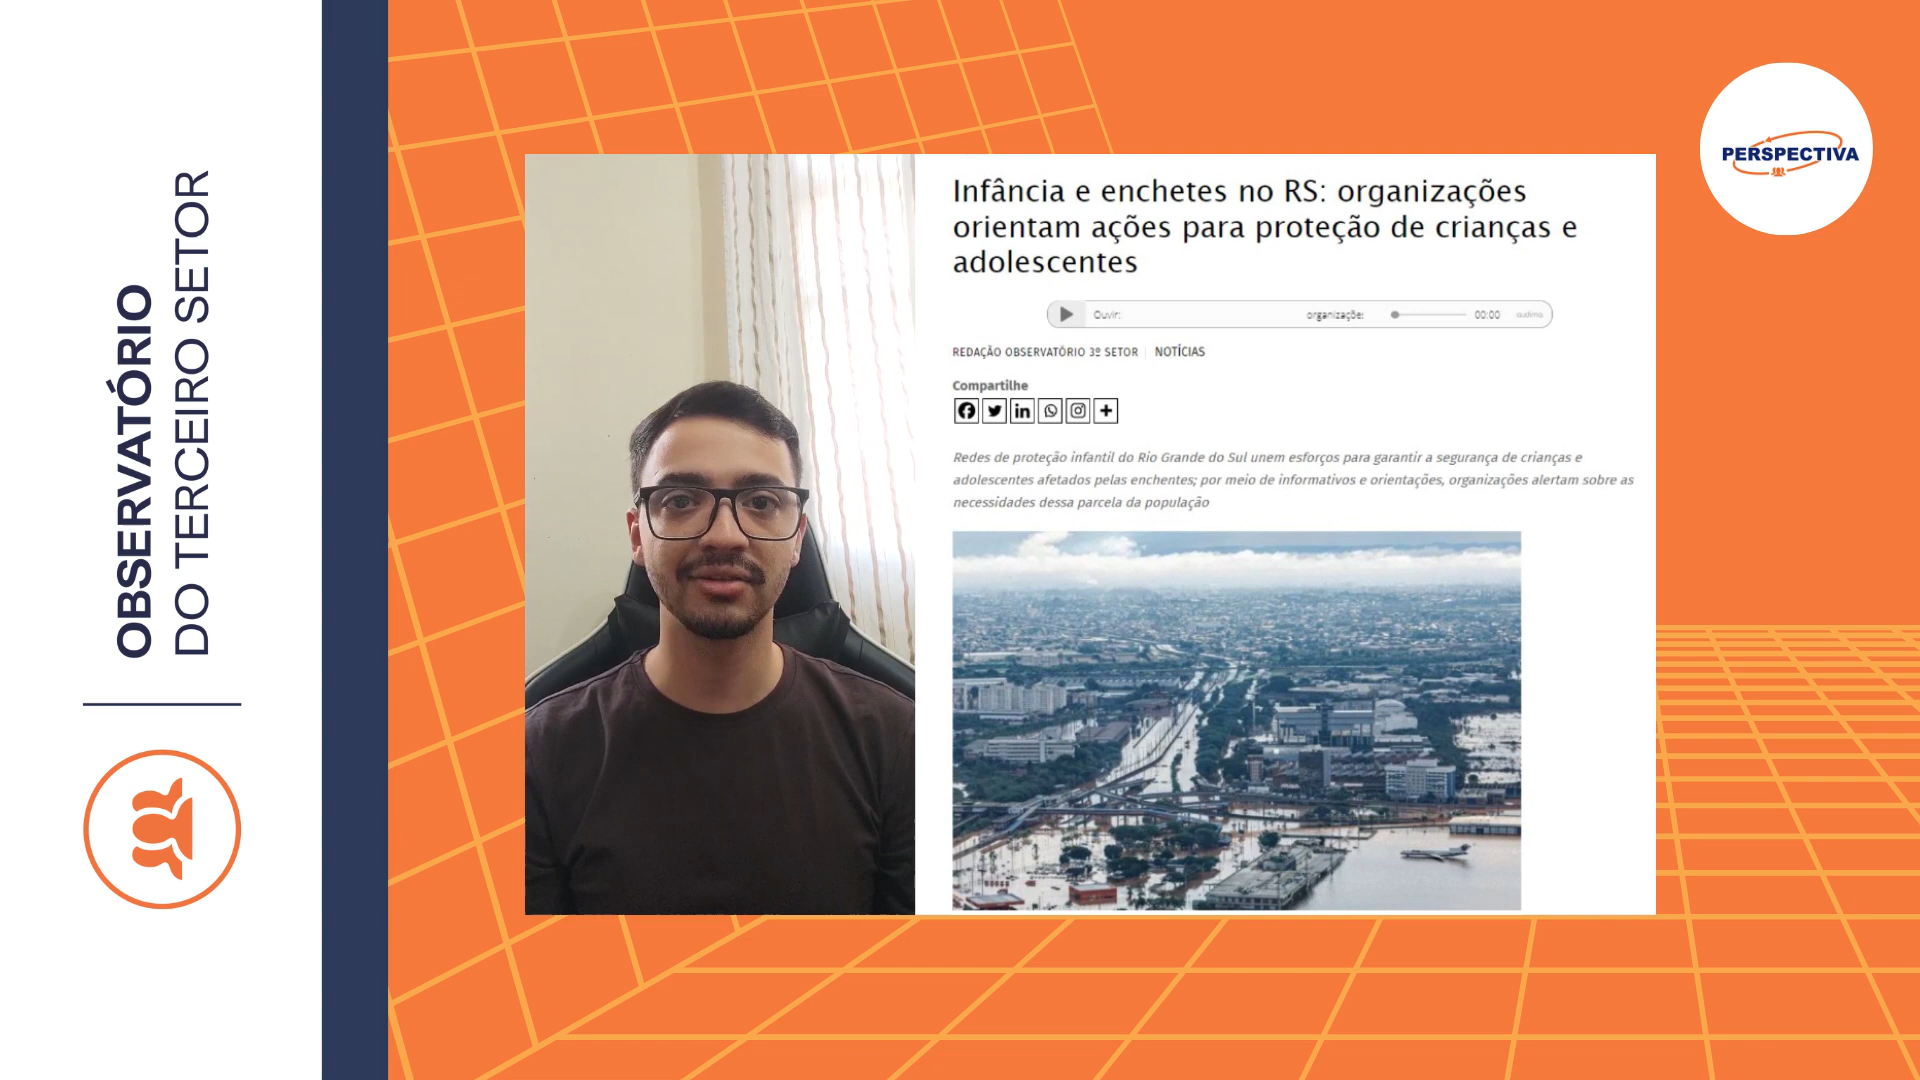 OBSERVATÓRIO
DO TERCEIRO SETOR
PERSPECTIVA
Infância e enchetes no RS: organizações
orientam ações para proteção de crianças e
adolescentes
Ouvir: organizaçõe: 00:00 audima
REDAÇÃO OBSERVATÓRIO 3º SETOR NOTÍCIAS
Compartilhe
Redes de proteção infantil do Rio Grande do Sul unem esforços para garantir a segurança de crianças e
adolescentes afetados pelas enchentes; por meio de informativos e orientações, organizações alertam sobre as
necessidades dessa parcela da população